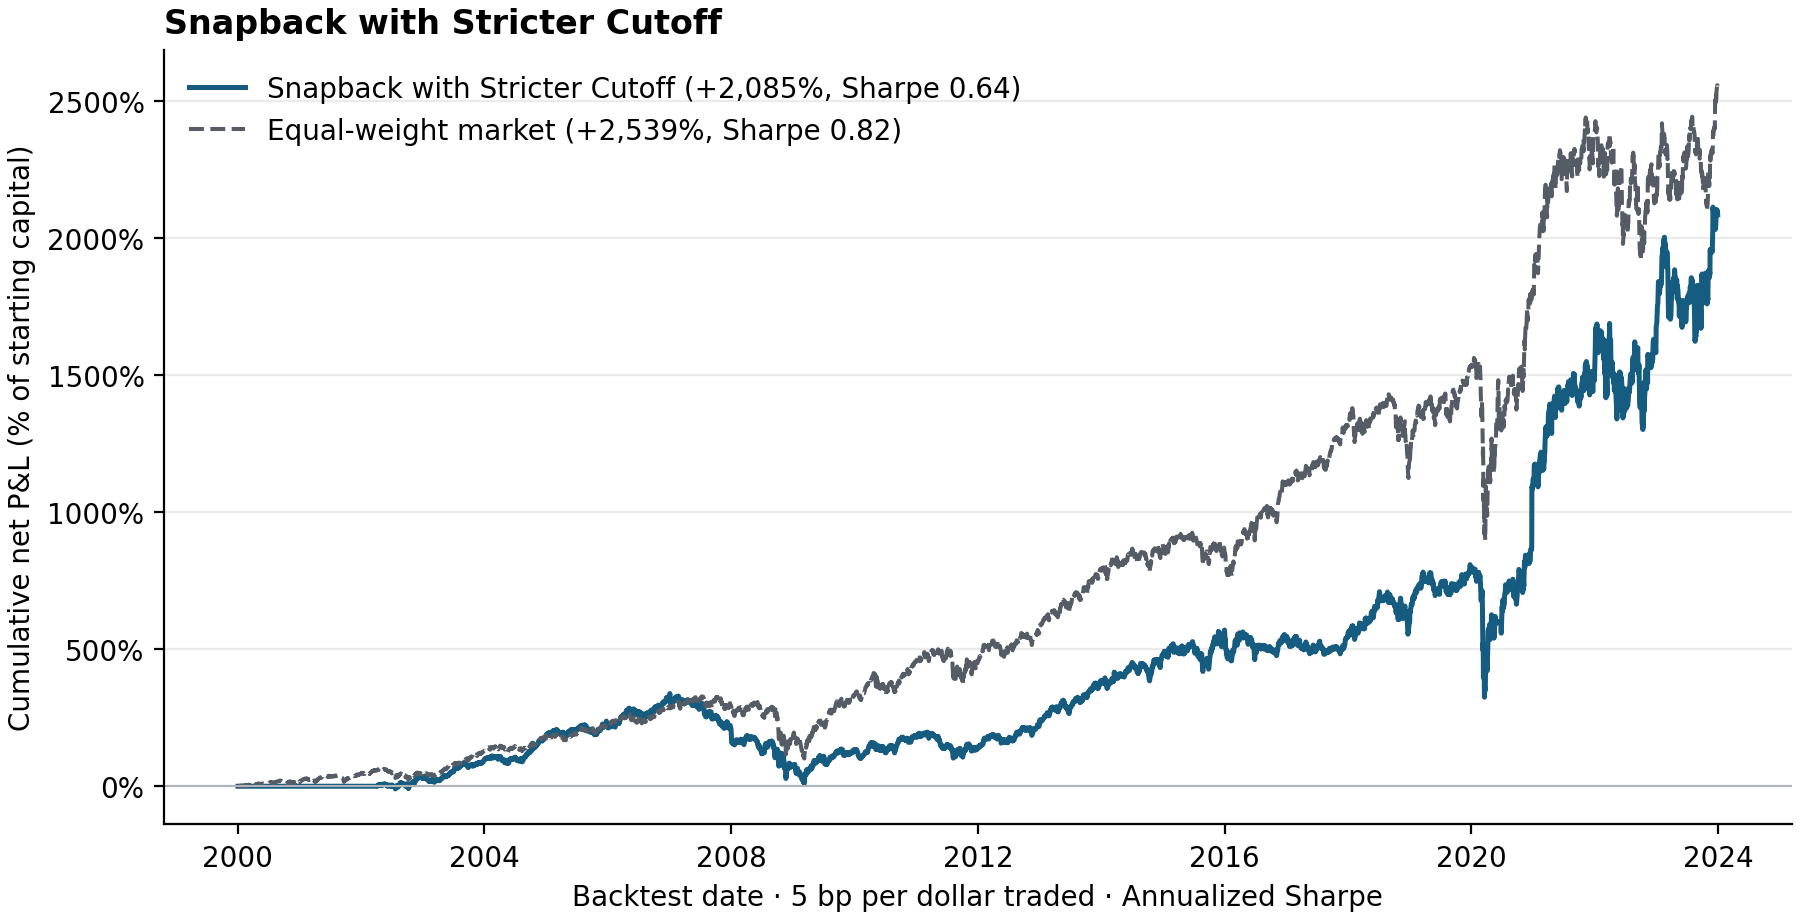 Snapback with Stricter Cutoff
Snapback with Stricter Cutoff (+2,085%, Sharpe 0.64)
Equal-weight market (+2,539%, Sharpe 0.82)
Cumulative net P&L (% of starting capital)
2500%
2000%
1500%
1000%
500%
0%
2000 2004 2008 2012 2016 2020 2024
Backtest date · 5 bp per dollar traded · Annualized Sharpe